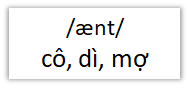 /ænt/
cô, dì, mợ